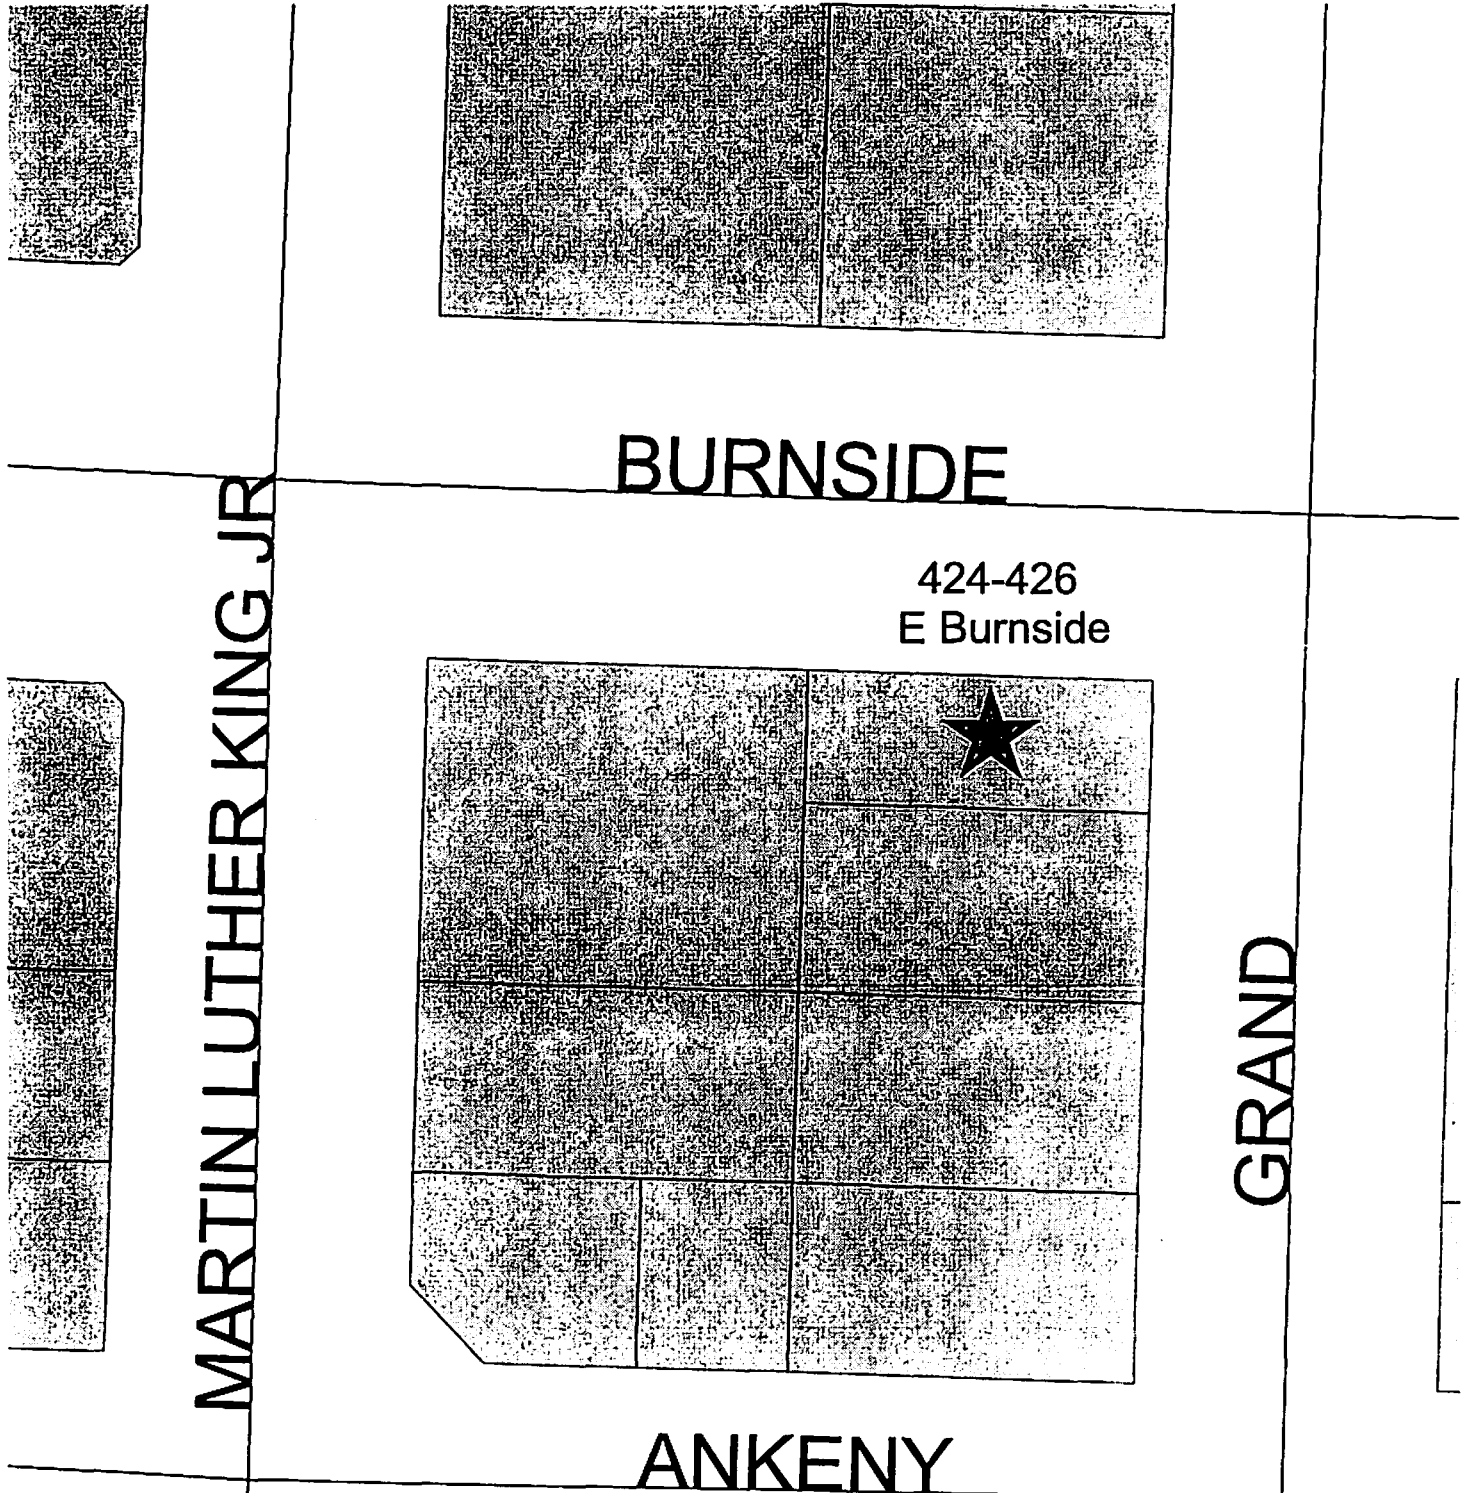 BURNSIDE
MARTIN LUTHER KING JR
424-426
E Burnside
GRAND
ANKENY